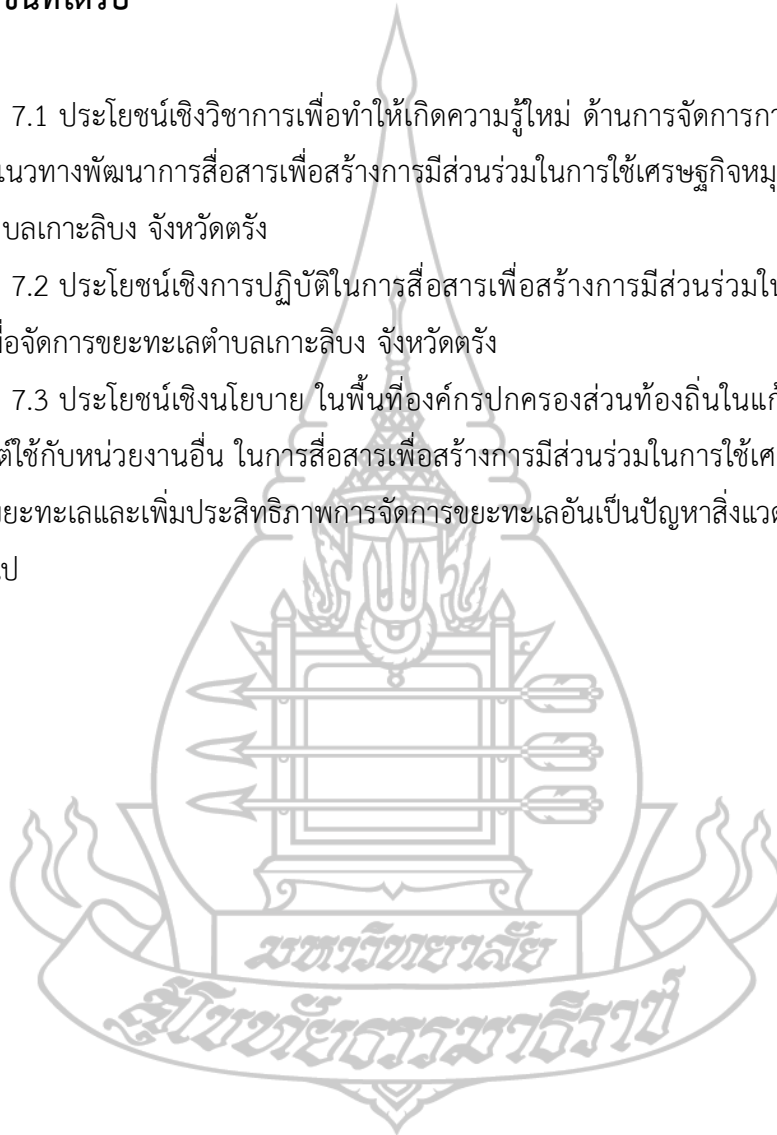 7.1 ประโยชน์เชิงวิชาการเพื่อทำให้เกิดความรู้ใหม่ ด้านการจัดการ
แนวทางพัฒนาการสื่อสารเพื่อสร้างการมีส่วนร่วมในการใช้เศรษฐกิจหมุ
บลเกาะลิบง จังหวัดตรัง
7.2 ประโยชน์เชิงการปฏิบัติในการสื่อสารเพื่อสร้างการมีส่วนร่วมใน
พื่อจัดการขยะทะเลตำบลเกาะลิบง จังหวัดตรัง
7.3 ประโยชน์เชิงนโยบาย ในพื้นที่องค์กรปกครองส่วนท้องถิ่นในแก้
ต์ใช้กับหน่วยงานอื่น ในการสื่อสารเพื่อสร้างการมีส่วนร่วมในการใช้เศ
ขยะทะเลและเพิ่มประสิทธิภาพการจัดการขยะทะเลอันเป็นปัญหาสิ่งแวด
ไป
มหาวิทยาลัย
สุโขทัยธรรมาธิราช